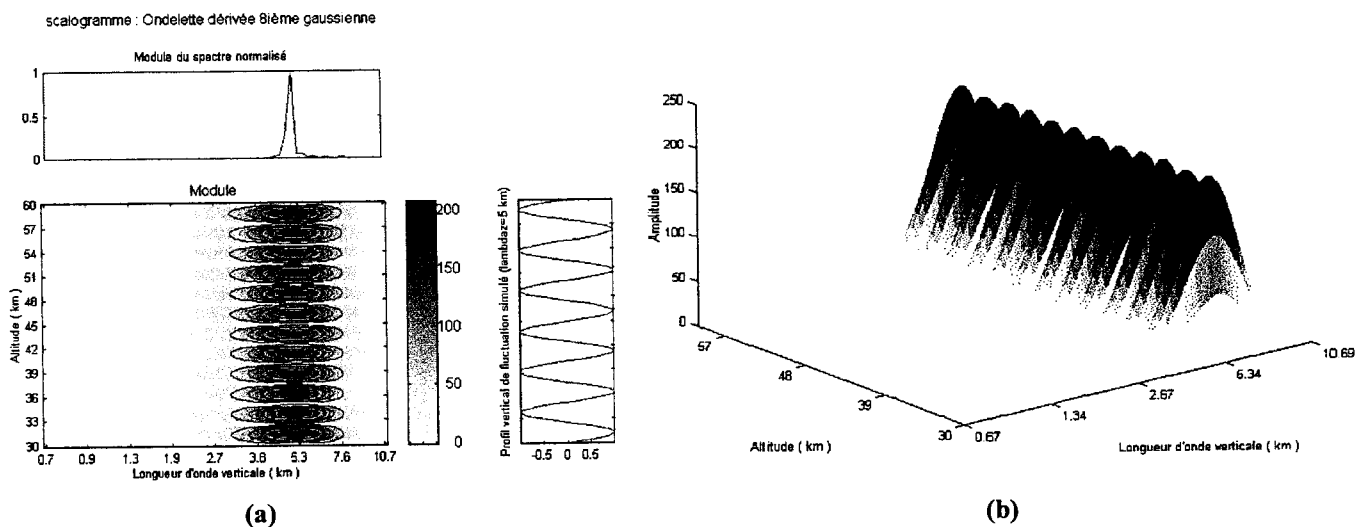 scalogramme : Ondelette dérivée 8ième gaussienne
Module du spectre normalisé
1
0.5
0
Module
60
57
54
51
48
45
42
39
36
33
30
Altitude ( km )
0.7 0.9 1.3 1.9 2.7 3.8 5.3 7.6 10.7
Longueur d'onde verticale ( km )
200
150
100
50
0
Profil vertical de fluctuation simulé (lambdaz=5 km)
-0.5 0 0.5
(a)
250
200
150
100
50
0
Amplitude
57
48
39
30
Altitude ( km )
0.67
1.34
2.67
6.34
10.69
Longueur d'onde verticale ( km )
(b)